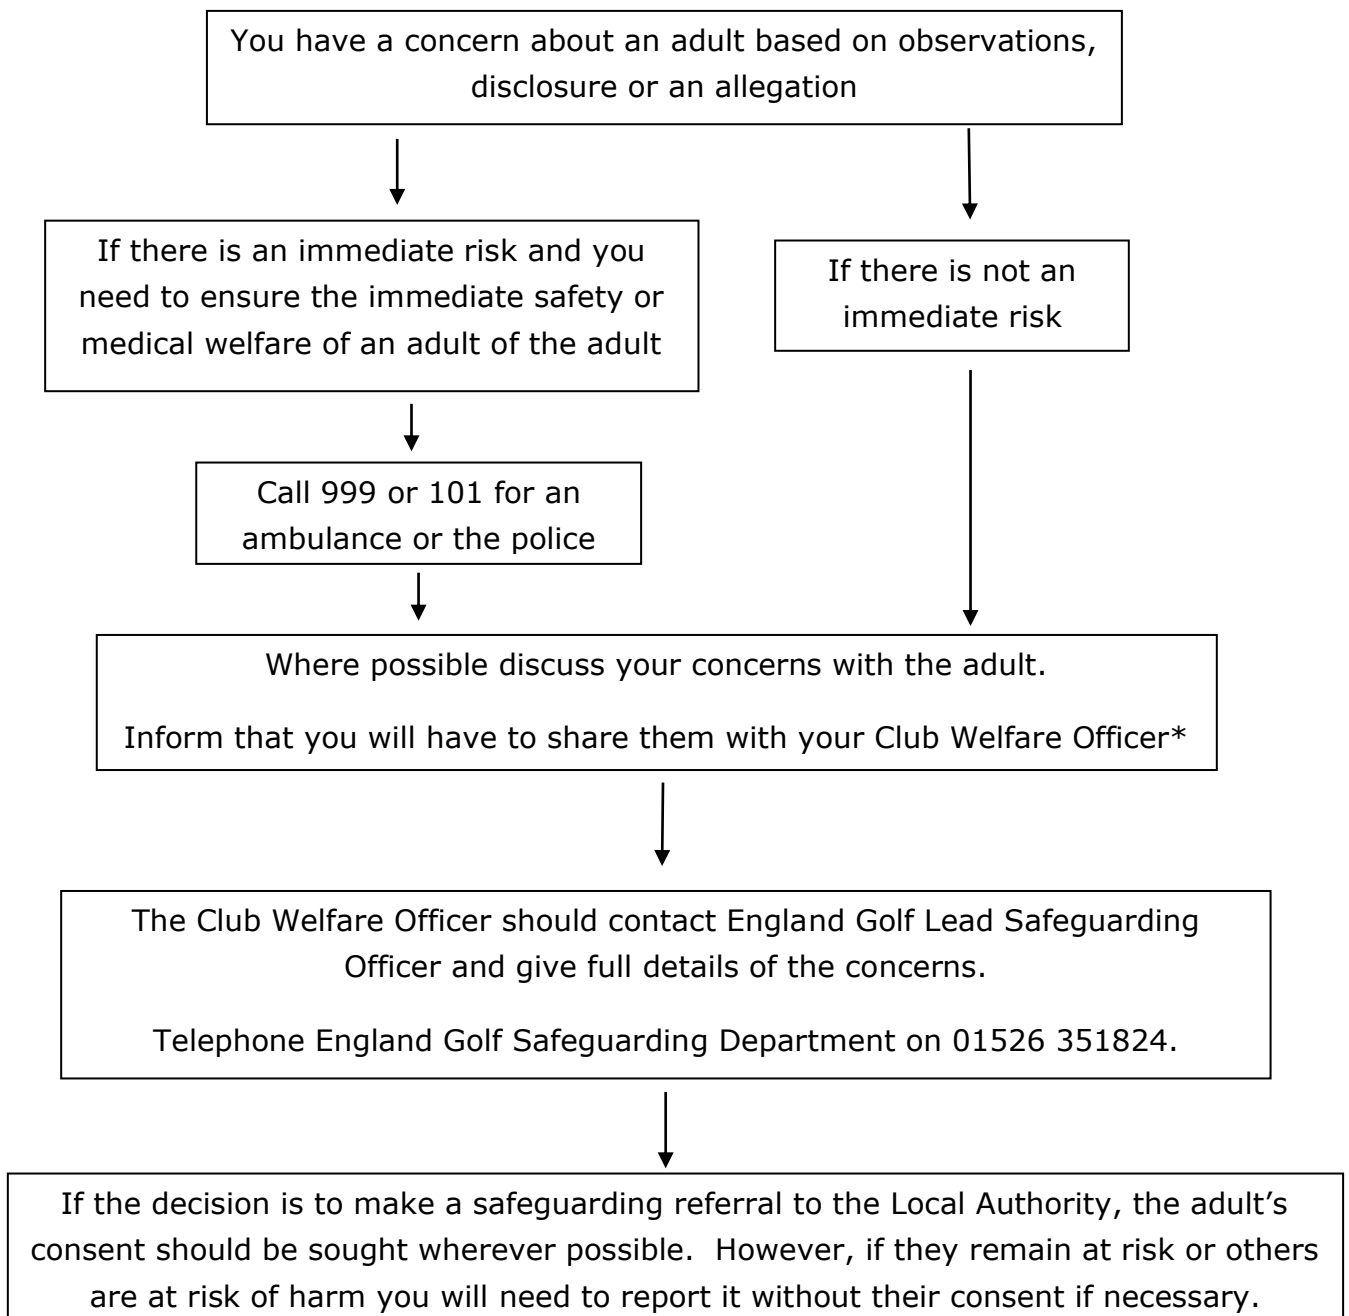 You have a concern about an adult based on observations,
disclosure or an allegation
If there is an immediate risk and you
need to ensure the immediate safety or
medical welfare of an adult of the adult
If there is not an
immediate risk
Call 999 or 101 for an
ambulance or the police
Where possible discuss your concerns with the adult.
Inform that you will have to share them with your Club Welfare Officer*
The Club Welfare Officer should contact England Golf Lead Safeguarding
Officer and give full details of the concerns.
Telephone England Golf Safeguarding Department on 01526 351824.
If the decision is to make a safeguarding referral to the Local Authority, the adult’s
consent should be sought wherever possible.  However, if they remain at risk or others
are at risk of harm you will need to report it without their consent if necessary.